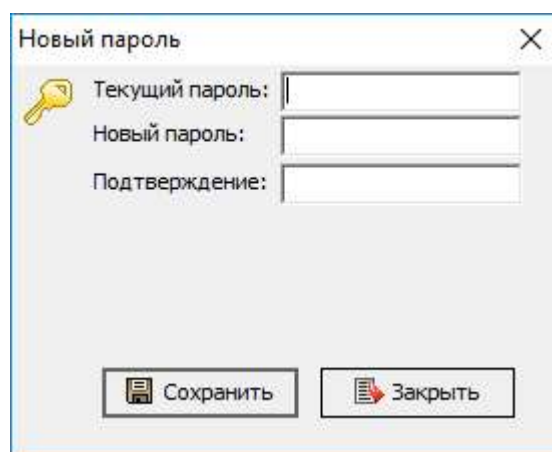 Новый пароль
Текущий пароль:
Новый пароль:
Подтверждение:
Сохранить Закрыть